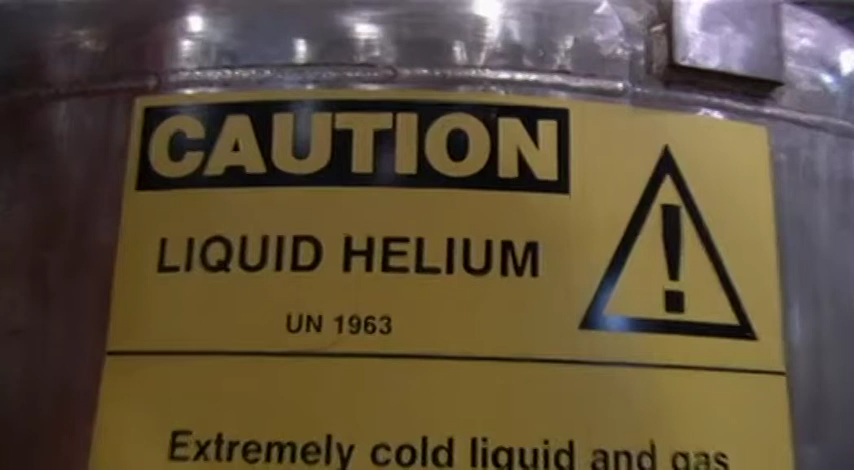 CAUTION
LIQUID HELIUM
UN 1963
Extremely cold liquid and gas